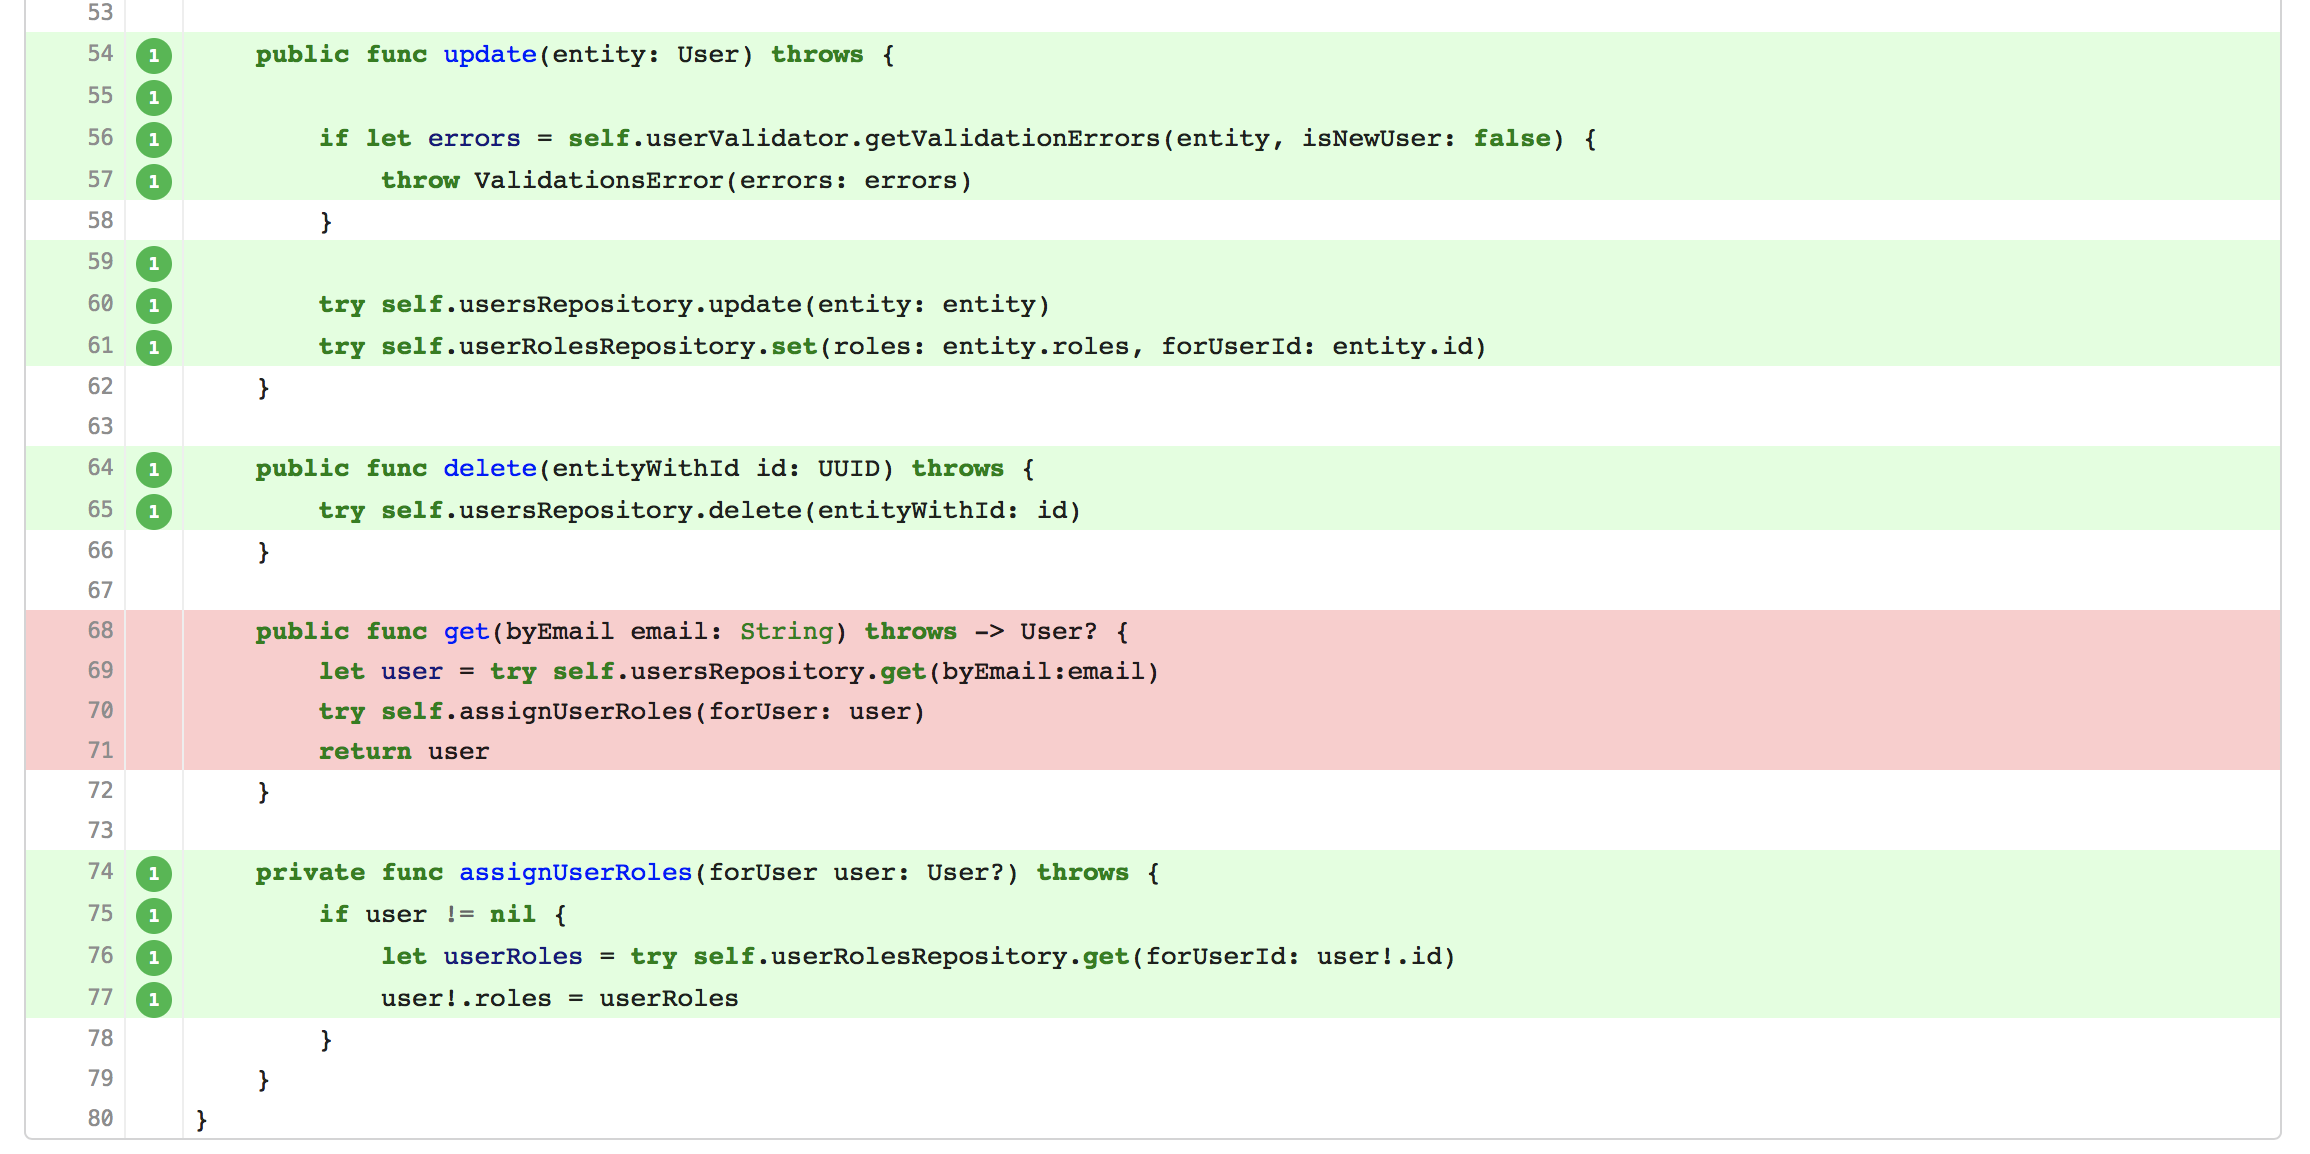 53
54 1 public func update(entity: User) throws {
55 1
56 1 if let errors = self.userValidator.getValidationErrors(entity, isNewUser: false) {
57 1 throw ValidationsError(errors: errors)
58 }
59 1
60 1 try self.usersRepository.update(entity: entity)
61 1 try self.userRolesRepository.set(roles: entity.roles, forUserId: entity.id)
62 }
63
64 1 public func delete(entityWithId id: UUID) throws {
65 1 try self.usersRepository.delete(entityWithId: id)
66 }
67
68 public func get(byEmail email: String) throws -> User? {
69 let user = try self.usersRepository.get(byEmail:email)
70 try self.assignUserRoles(forUser: user)
71 return user
72 }
73
74 1 private func assignUserRoles(forUser user: User?) throws {
75 1 if user != nil {
76 1 let userRoles = try self.userRolesRepository.get(forUserId: user!.id)
77 1 user!.roles = userRoles
78 }
79 }
80 }